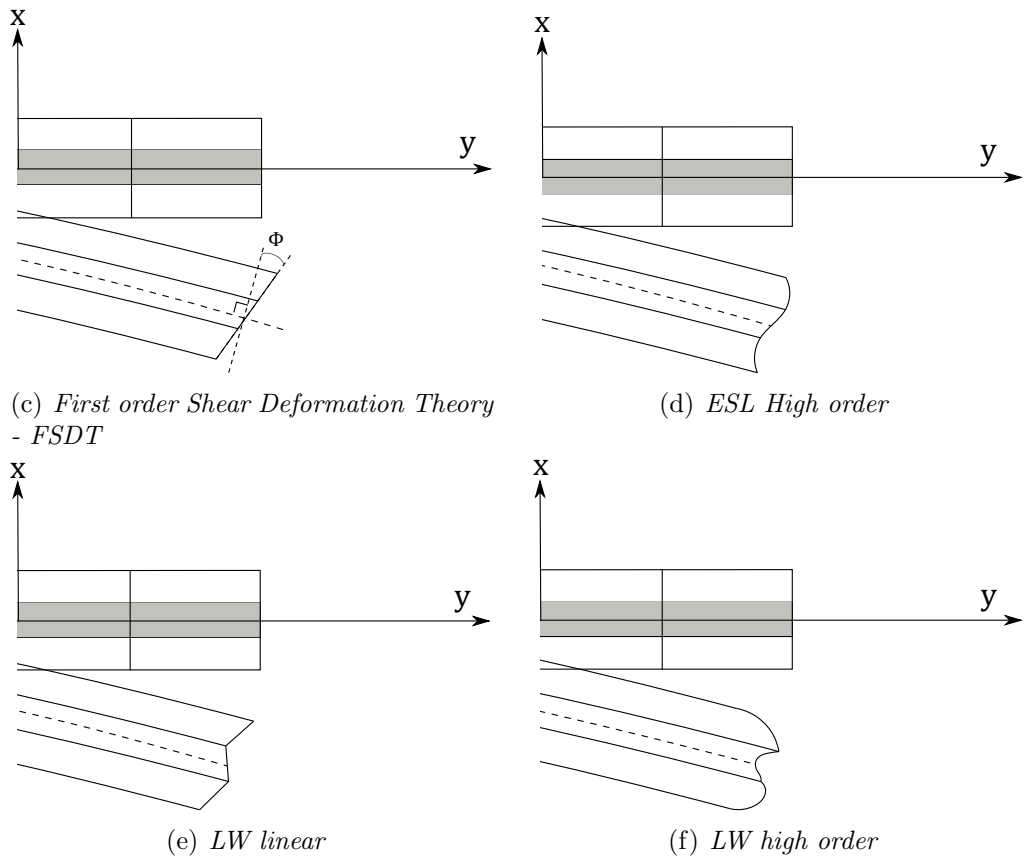 x
y
Φ
(c) First order Shear Deformation Theory
- FSDT
x
y
(d) ESL High order
x
y
(e) LW linear
x
y
(f) LW high order